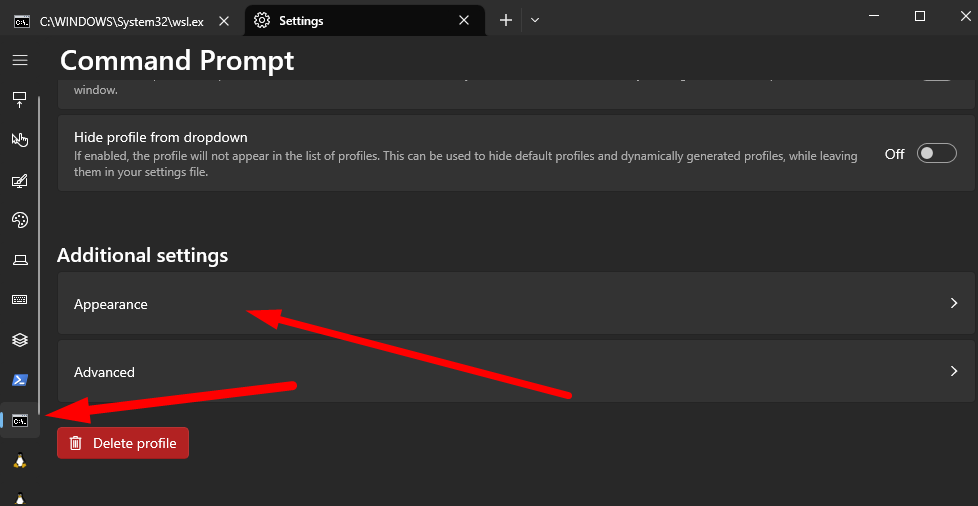 C:\WINDOWS\System32\wsl.ex
Settings
Command Prompt
window.
Hide profile from dropdown
If enabled, the profile will not appear in the list of profiles. This can be used to hide default profiles and dynamically generated profiles, while leaving
them in your settings file.
Off
Additional settings
Appearance
Advanced
Delete profile